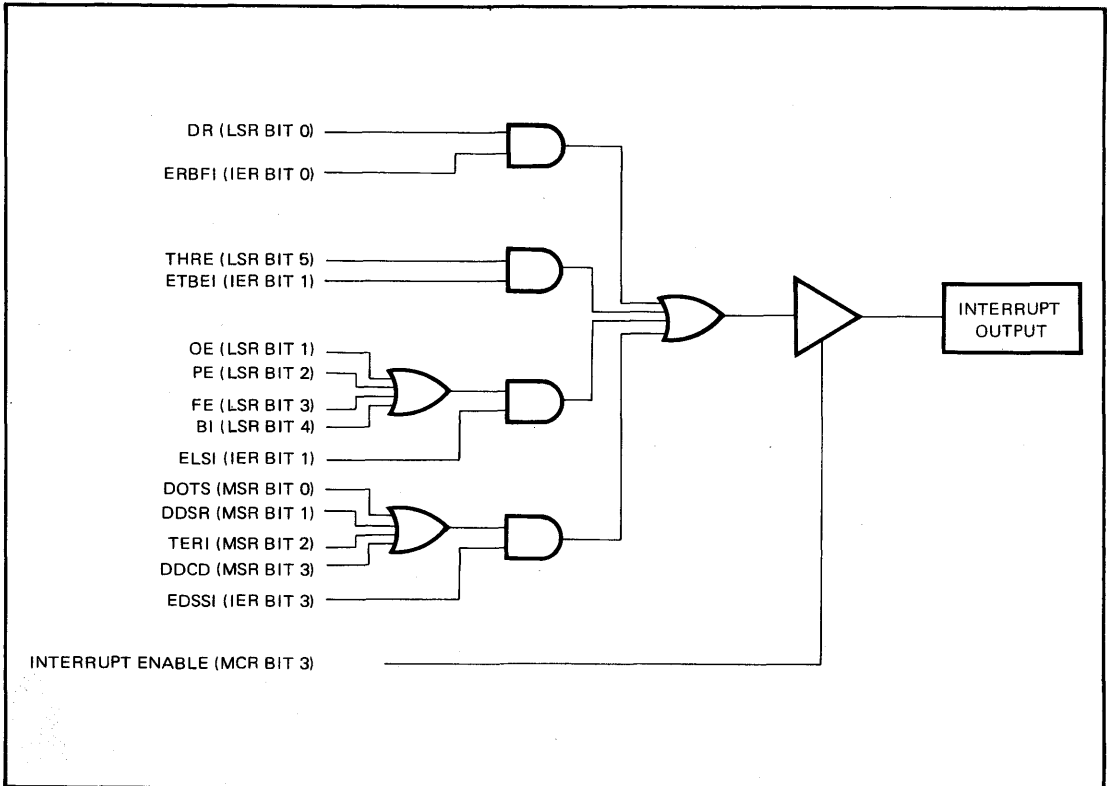 DR (LSR BIT 0)
ERBFI (IER BIT 0)
THRE (LSR BIT 5)
ETBEI (IER BIT 1)
OE (LSR BIT 1)
PE (LSR BIT 2)
FE (LSR BIT 3)
BI (LSR BIT 4)
ELSI (IER BIT 1)
DOTS (MSR BIT 0)
DDSR (MSR BIT 1)
TERI (MSR BIT 2)
DDCD (MSR BIT 3)
EDSSI (IER BIT 3)
INTERRUPT ENABLE (MCR BIT 3)
INTERRUPT
OUTPUT